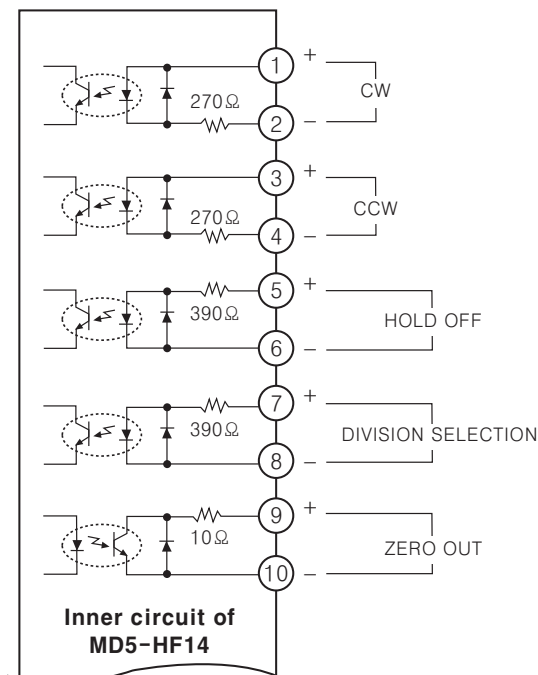 1 +
CW
270Ω
2 −
3 +
CCW
270Ω
4 −
5 +
390Ω
HOLD OFF
6 −
7 +
390Ω
DIVISION SELECTION
8 −
9 +
10Ω
ZERO OUT
10 −
Inner circuit of
MD5-HF14